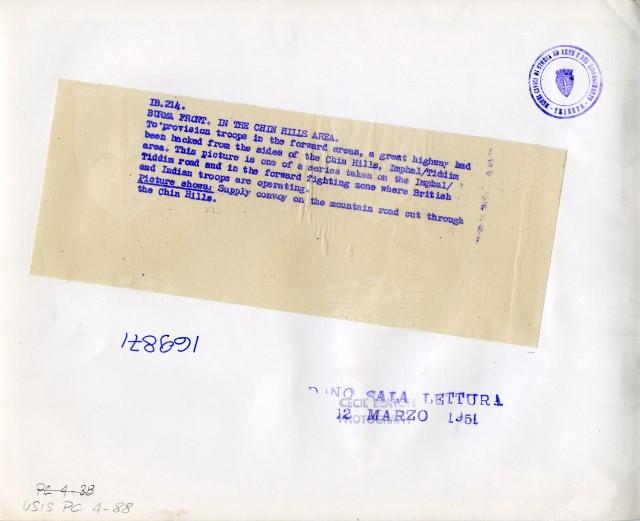 IB.214.
BURMA FRONT. IN THE CHIN HILLS AREA.
To provision troops in the forward areas, a great highway had
been hacked from the sides of the Chin Hills, Imphal/Tiddim
area. This picture is one of a series taken on the Imphal/
Tiddim road and in the forward fighting zone where British
and Indian troops are operating.
Picture shows: Supply convoy on the mountain road cut through
the Chin Hills.
TRIESTE
169871
SALA LETTURA
CECIL BEATON
12 MARZO 1951
PHOTOGRAPH
PC 4-38
USIS PC 4-88